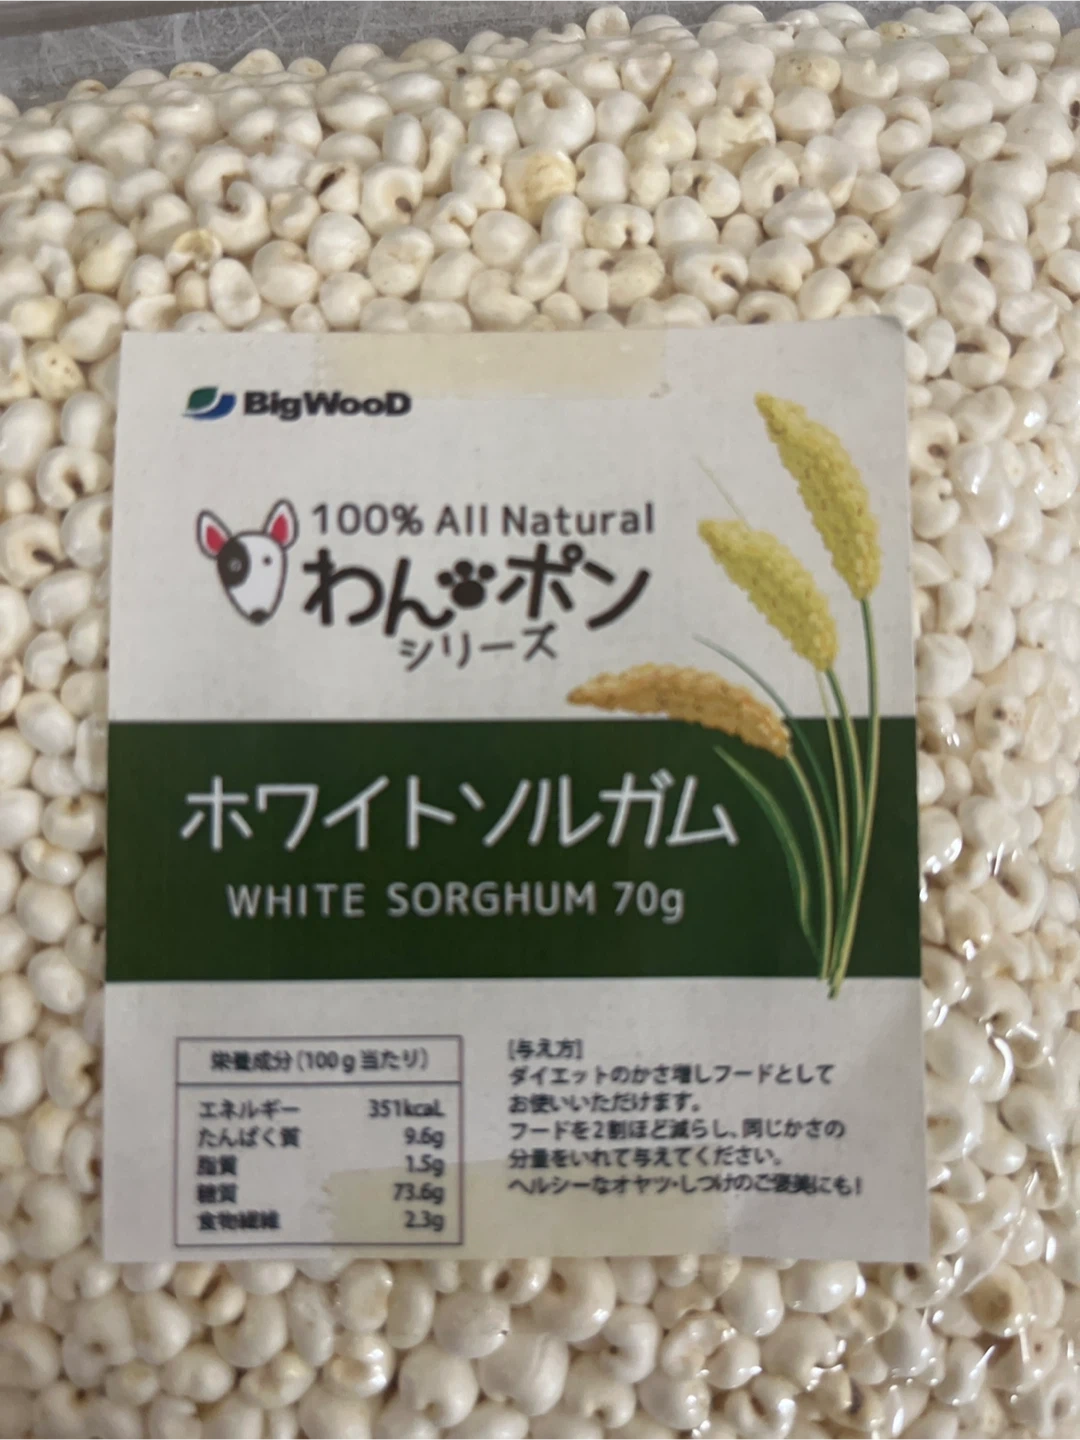 BigWooD
100% All Natural
わんポン
シリーズ
ホワイトソルガム
WHITE SORGHUM 70g
栄養成分(100g当たり)
エネルギー 351kcaL
たんぱく質 9.6g
脂質 1.5g
糖質 73.6g
食物繊維 2.3g
[与え方]
ダイエットのかさ増しフードとして
お使いいただけます。
フードを2割ほど減らし、同じかさの
分量をいれて与えてください。
ヘルシーなオヤツ・しつけのご褒美にも!